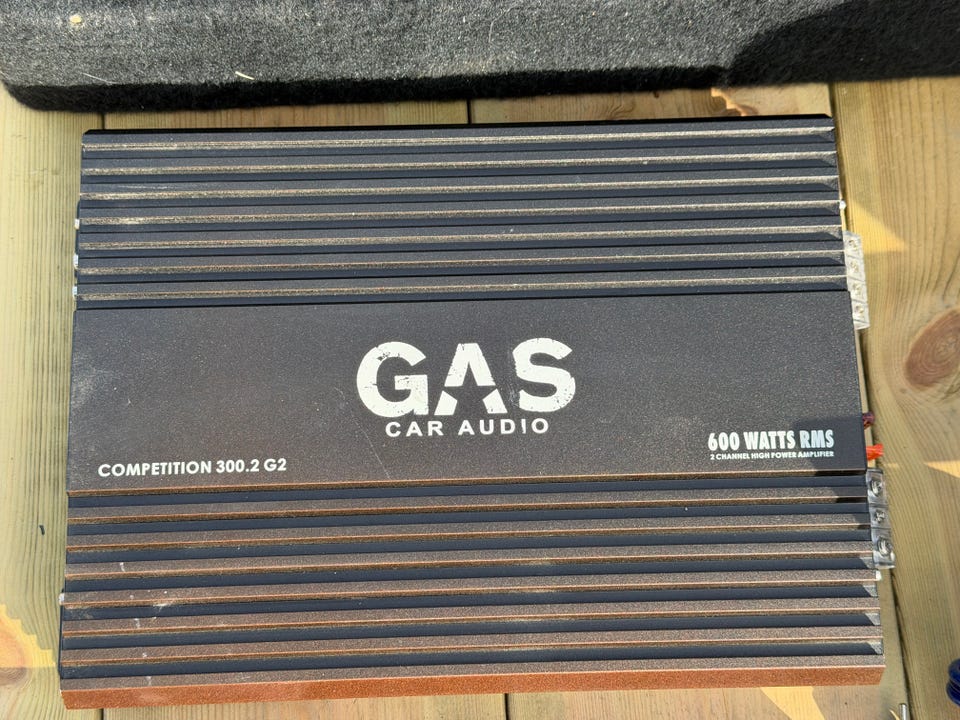 GAS
CAR AUDIO
600 WATTS RMS
2 CHANNEL HIGH POWER AMPLIFIER
COMPETITION 300.2 G2